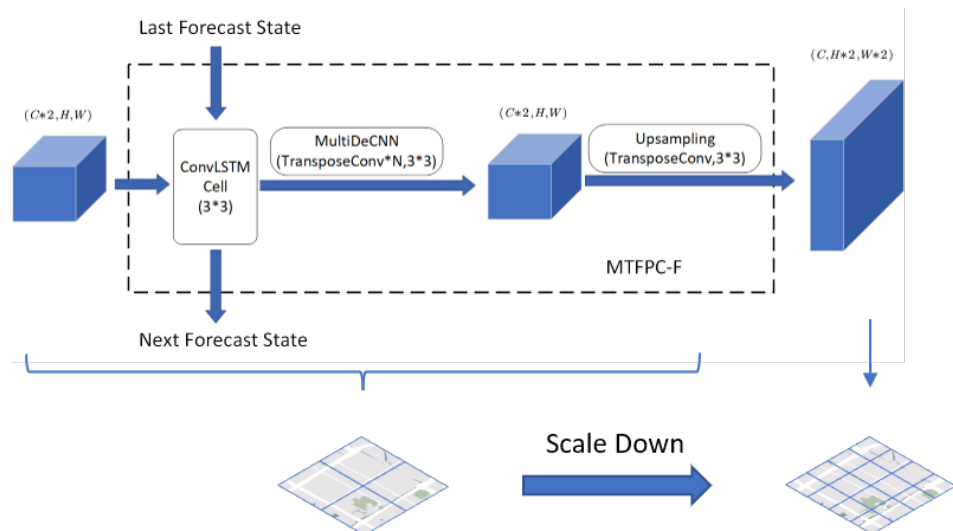 Last Forecast State
(C*2,H,W)
ConvLSTM
Cell
(3*3)
MultiDeCNN
(TransposeConv*N,3*3)
(C*2,H,W)
Upsampling
(TransposeConv,3*3)
(C,H*2,W*2)
MTFPC-F
Next Forecast State
Scale Down